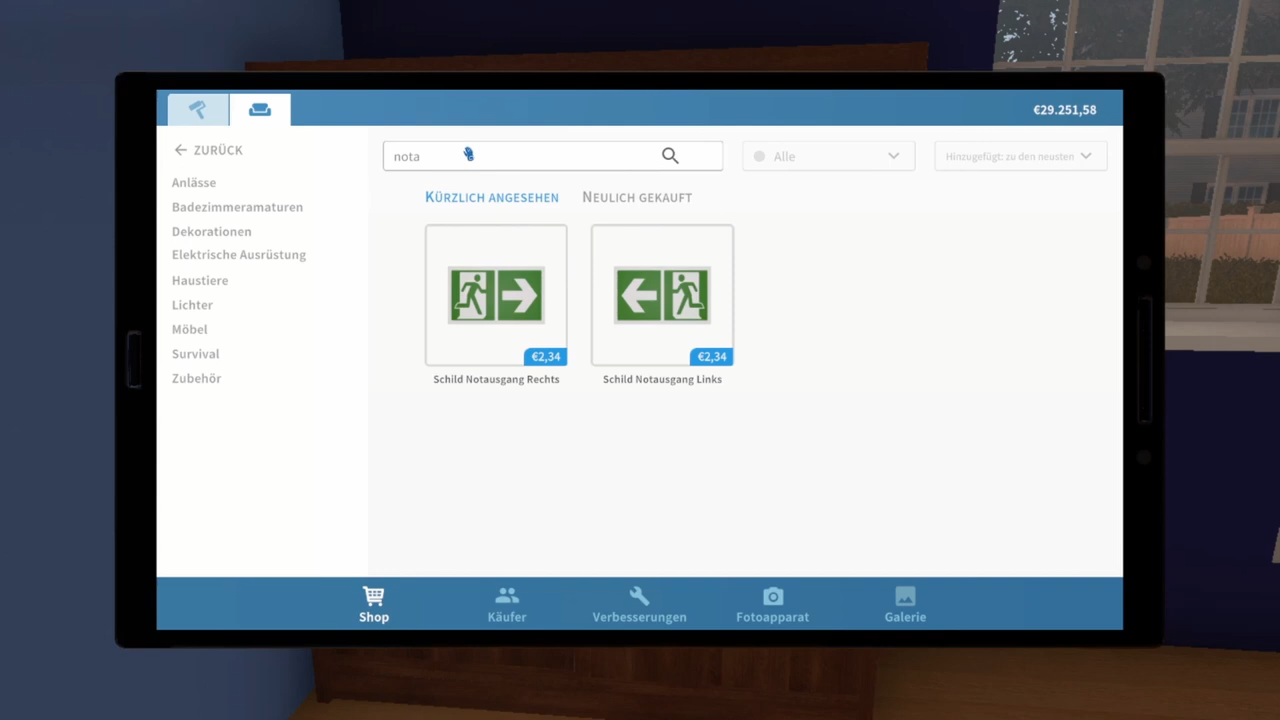 €29.251,58
ZURÜCK
nota
Alle
Hinzugefügt: zu den neusten
Anlässe
Badezimmeramaturen
Dekorationen
Elektrische Ausrüstung
Haustiere
Lichter
Möbel
Survival
Zubehör
KÜRZLICH ANGESEHEN
NEULICH GEKAUFT
€2,34
€2,34
Schild Notausgang Rechts
Schild Notausgang Links
Shop
Käufer
Verbesserungen
Fotoapparat
Galerie